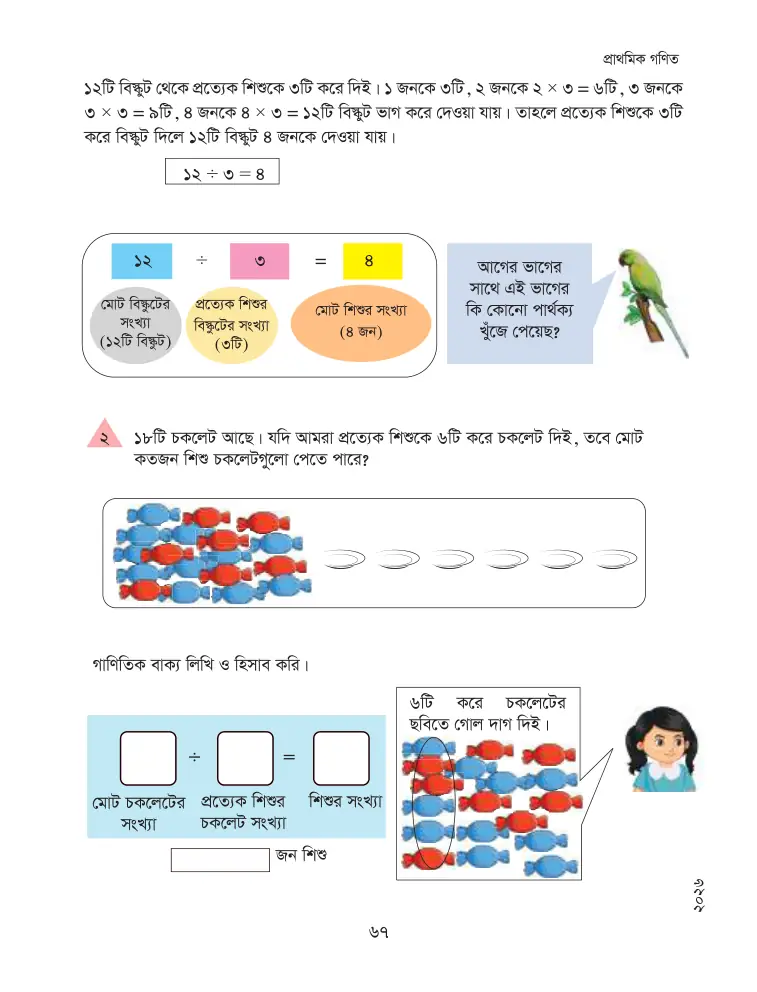 প্রাথমিক গণিত
১২টি বিস্কুট থেকে প্রত্যেক শিশুকে ৩টি করে দিই। ১ জনকে ৩টি, ২ জনকে ২ × ৩ = ৬টি, ৩ জনকে
৩ × ৩ = ৯টি, ৪ জনকে ৪ × ৩ = ১২টি বিস্কুট ভাগ করে দেওয়া যায়। তাহলে প্রত্যেক শিশুকে ৩টি
করে বিস্কুট দিলে ১২টি বিস্কুট ৪ জনকে দেওয়া যায়।
১২ ÷ ৩ = ৪
১২ ÷ ৩ = ৪
মোট বিস্কুটের
সংখ্যা
(১২টি বিস্কুট)
প্রত্যেক শিশুর
বিস্কুটের সংখ্যা
(৩টি)
মোট শিশুর সংখ্যা
(৪ জন)
আগের ভাগের
সাথে এই ভাগের
কি কোনো পার্থক্য
খুঁজে পেয়েছ?
২ ১৮টি চকলেট আছে। যদি আমরা প্রত্যেক শিশুকে ৬টি করে চকলেট দিই, তবে মোট
কতজন শিশু চকলেটগুলো পেতে পারে?
গাণিতিক বাক্য লিখি ও হিসাব করি।
÷ =
মোট চকলেটের
সংখ্যা
প্রত্যেক শিশুর
চকলেট সংখ্যা
শিশুর সংখ্যা
জন শিশু
৬টি করে চকলেটের
ছবিতে গোল দাগ দিই।
২০২৬
৬৭